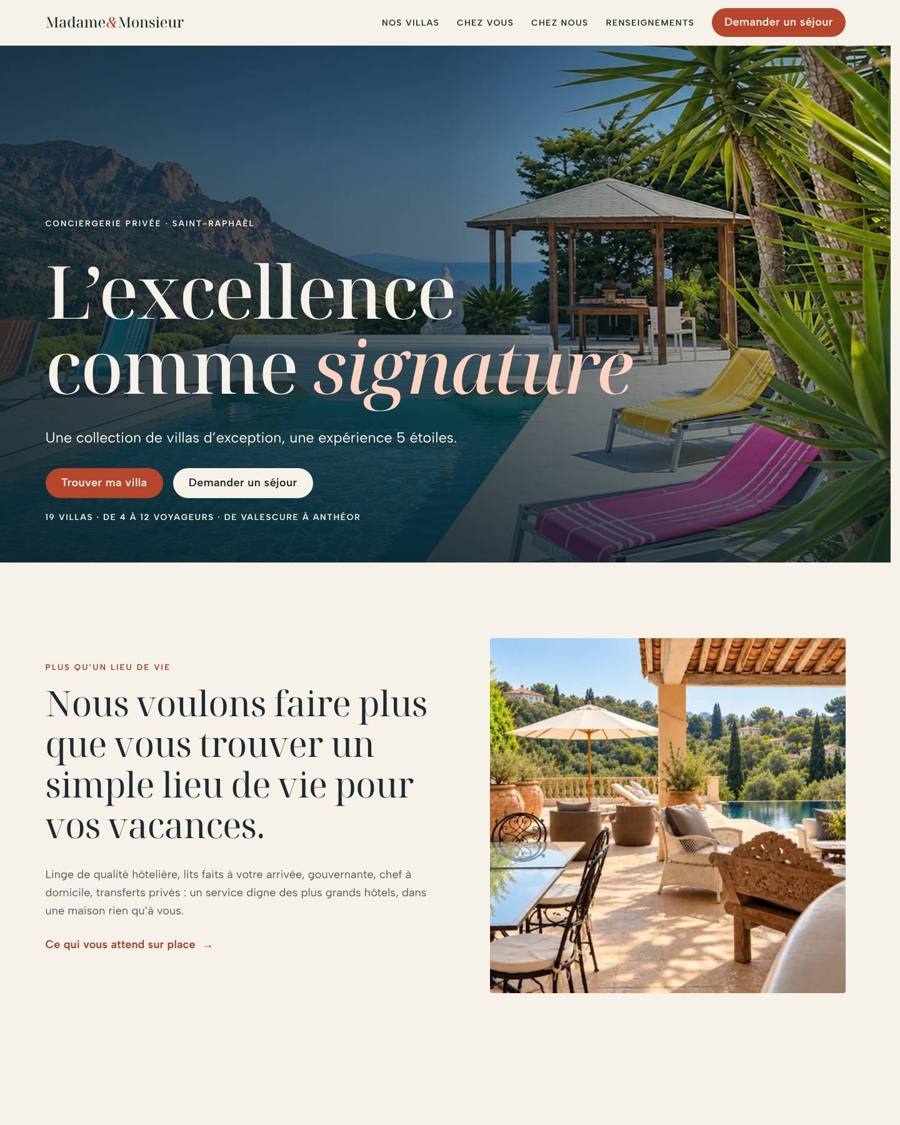 Madame&Monsieur
NOS VILLAS
CHEZ VOUS
CHEZ NOUS
RENSEIGNEMENTS
Demander un séjour
CONCIERGERIE PRIVÉE · SAINT-RAPHAËL
L’excellence
comme signature
Une collection de villas d’exception, une expérience 5 étoiles.
Trouver ma villa
Demander un séjour
19 VILLAS · DE 4 À 12 VOYAGEURS · DE VALESCURE À ANTHÉOR
PLUS QU’UN LIEU DE VIE
Nous voulons faire plus
que vous trouver un
simple lieu de vie pour
vos vacances.
Linge de qualité hôtelière, lits faits à votre arrivée, gouvernante, chef à
domicile, transferts privés : un service digne des plus grands hôtels, dans
une maison rien qu’à vous.
Ce qui vous attend sur place →